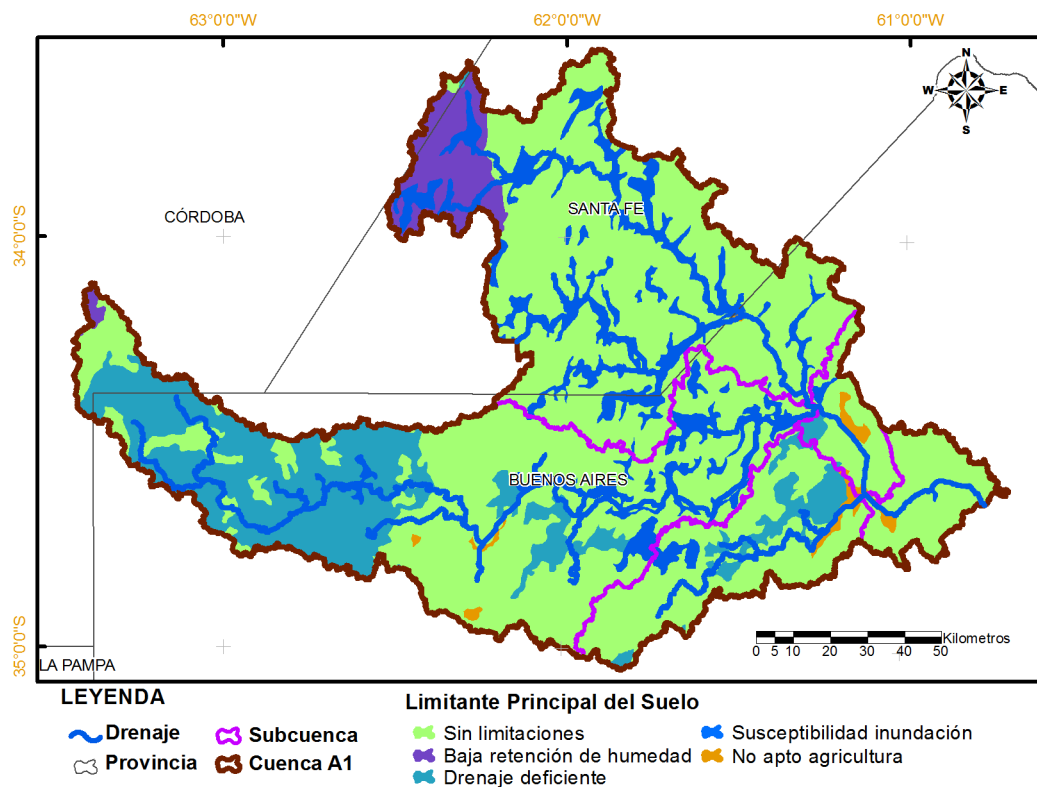 63°0'0"W
62°0'0"W
61°0'0"W
N
W
E
S
34°0'0"S
CÓRDOBA
SANTA FE
BUENOS AIRES
35°0'0"S
Kilometros
0 5 10 20 30 40 50
LA PAMPA
LEYENDA
Limitante Principal del Suelo
Drenaje
Subcuenca
Sin limitaciones
Susceptibilidad inundación
Provincia
Cuenca A1
Baja retención de humedad
No apto agricultura
Drenaje deficiente